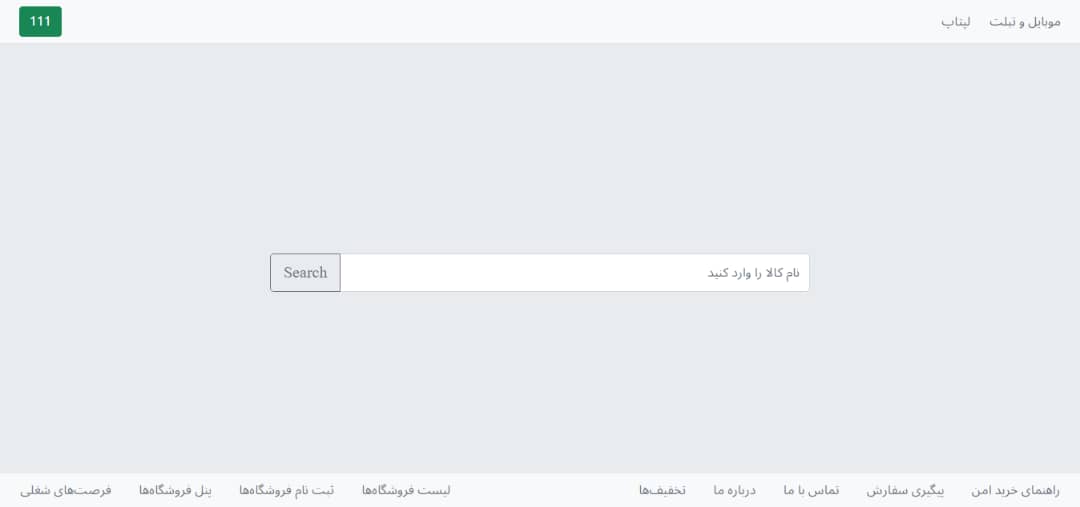 موبایل و تبلت
لپتاپ
111
نام کالا را وارد کنید
Search
راهنمای خرید امن
پیگیری سفارش
تماس با ما
درباره ما
تخفیف‌ها
لیست فروشگاه‌ها
ثبت نام فروشگاه‌ها
پنل فروشگاه‌ها
فرصت‌های شغلی